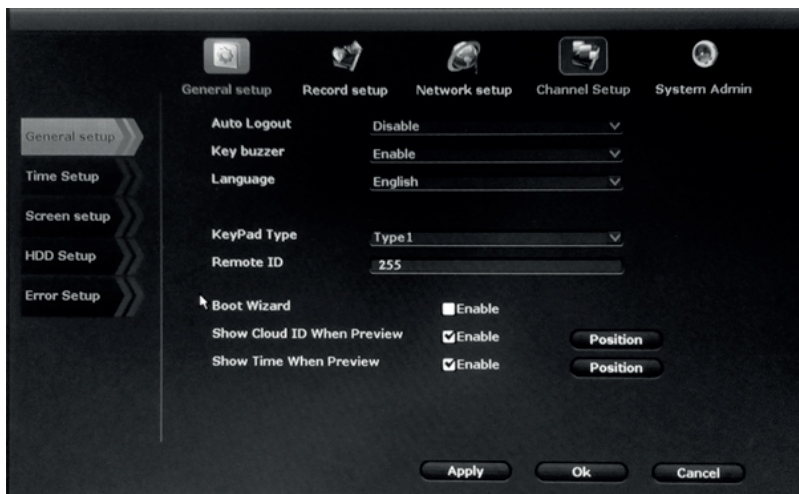 General setup Record setup Network setup Channel Setup System Admin
General setup
Time Setup
Screen setup
HDD Setup
Error Setup
Auto Logout Disable
Key buzzer Enable
Language English
KeyPad Type Type1
Remote ID 255
Boot Wizard Enable
Show Cloud ID When Preview Enable Position
Show Time When Preview Enable Position
Apply Ok Cancel